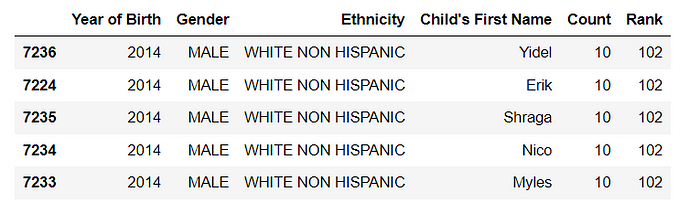 Year of Birth Gender Ethnicity Child's First Name Count Rank
7236 2014 MALE WHITE NON HISPANIC Yidel 10 102
7224 2014 MALE WHITE NON HISPANIC Erik 10 102
7235 2014 MALE WHITE NON HISPANIC Shraga 10 102
7234 2014 MALE WHITE NON HISPANIC Nico 10 102
7233 2014 MALE WHITE NON HISPANIC Myles 10 102